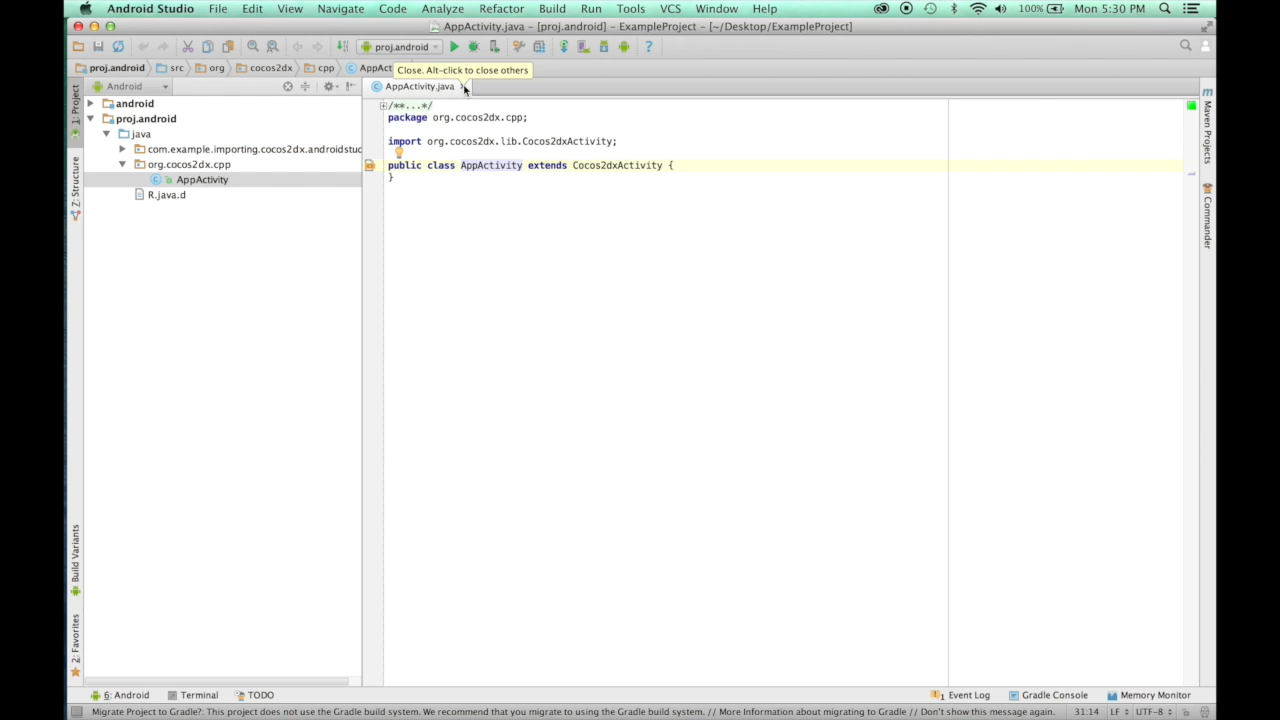 Android Studio File Edit View Navigate Code Analyze Refactor Build Run Tools VCS Window Help 100% Mon 5:30 PM
AppActivity.java - [proj.android] - ExampleProject - [~/Desktop/ExampleProject]
proj.android
proj.android src org cocos2dx cpp AppAct
Close. Alt-click to close others
1: Project
Android
AppActivity.java
android
proj.android
java
com.example.importing.cocos2dx.androidstud
org.cocos2dx.cpp
AppActivity
R.java.d
/**...*/
package org.cocos2dx.cpp;
import org.cocos2dx.lib.Cocos2dxActivity;
public class AppActivity extends Cocos2dxActivity {
}
Maven Projects
Commander
Z: Structure
Build Variants
2: Favorites
6: Android Terminal TODO 1 Event Log Gradle Console Memory Monitor
Migrate Project to Gradle?: This project does not use the Gradle build system. We recommend that you migrate to using the Gradle build system. // More Information about migrating to Gradle // Don't show this message again. 31:14 LF UTF-8